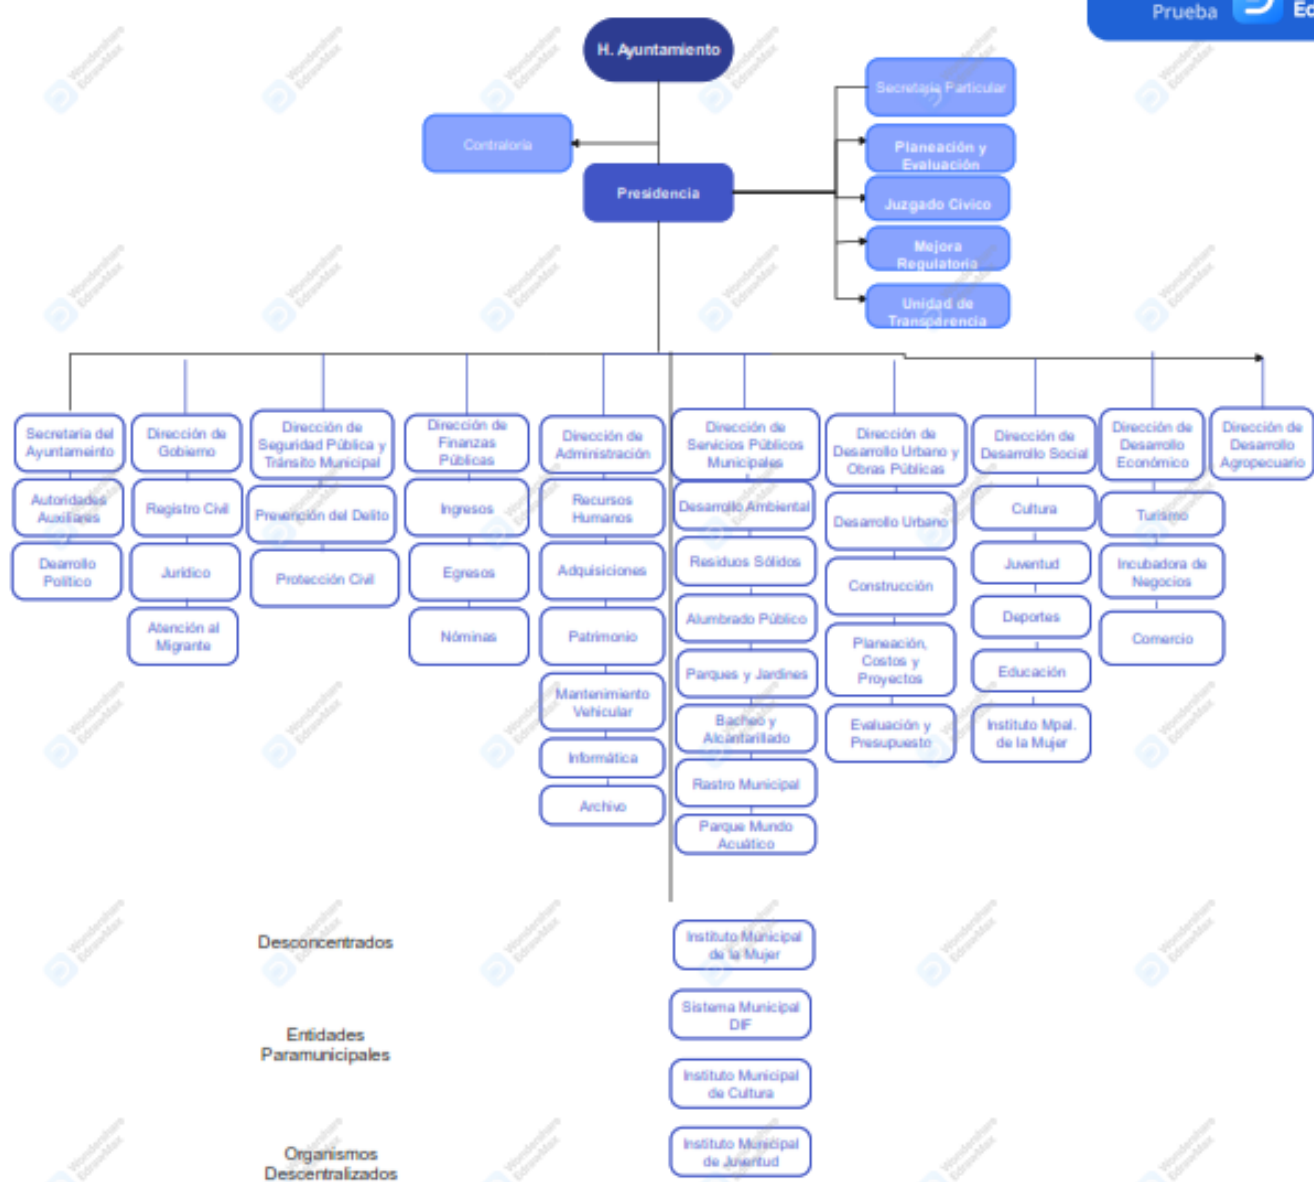 Prueba
H. Ayuntamiento
Secretaria Particular
Contraloría
Planeación y
Evaluación
Presidencia
Juzgado Cívico
Mejora
Regulatoria
Unidad de
Transparencia
Secretaria del
Ayuntameinto
Autoridades
Auxiliares
Dearrollo
Político
Dirección de
Gobierno
Registro Civil
Jurídico
Atención al
Migrante
Dirección de
Seguridad Pública y
Tránsito Municipal
Prevención del Delito
Protección Civil
Dirección de
Finanzas
Públicas
Ingresos
Egresos
Nóminas
Dirección de
Administración
Recursos
Humanos
Adquisiciones
Patrimonio
Mantenimiento
Vehicular
Informática
Archivo
Dirección de
Servicios Públicos
Municipales
Desarrollo Ambiental
Residuos Sólidos
Alumbrado Público
Parques y Jardines
Bacheo y
Alcantarillado
Rastro Municipal
Parque Mundo
Acuático
Dirección de
Desarrollo Urbano y
Obras Públicas
Desarrollo Urbano
Construcción
Planeación,
Costos y
Proyectos
Evaluación y
Presupuesto
Dirección de
Desarrollo Social
Cultura
Juventud
Deportes
Educación
Instituto Mpal.
de la Mujer
Dirección de
Desarrollo
Económico
Turismo
Incubadora de
Negocios
Comercio
Dirección de
Desarrollo
Agropecuario
Desconcentrados
Instituto Municipal
de la Mujer
Entidades
Paramunicipales
Sistema Municipal
DIF
Instituto Municipal
de Cultura
Organismos
Descentralizados
Instituto Municipal
de Juventud
Wondershare
EdrawMax